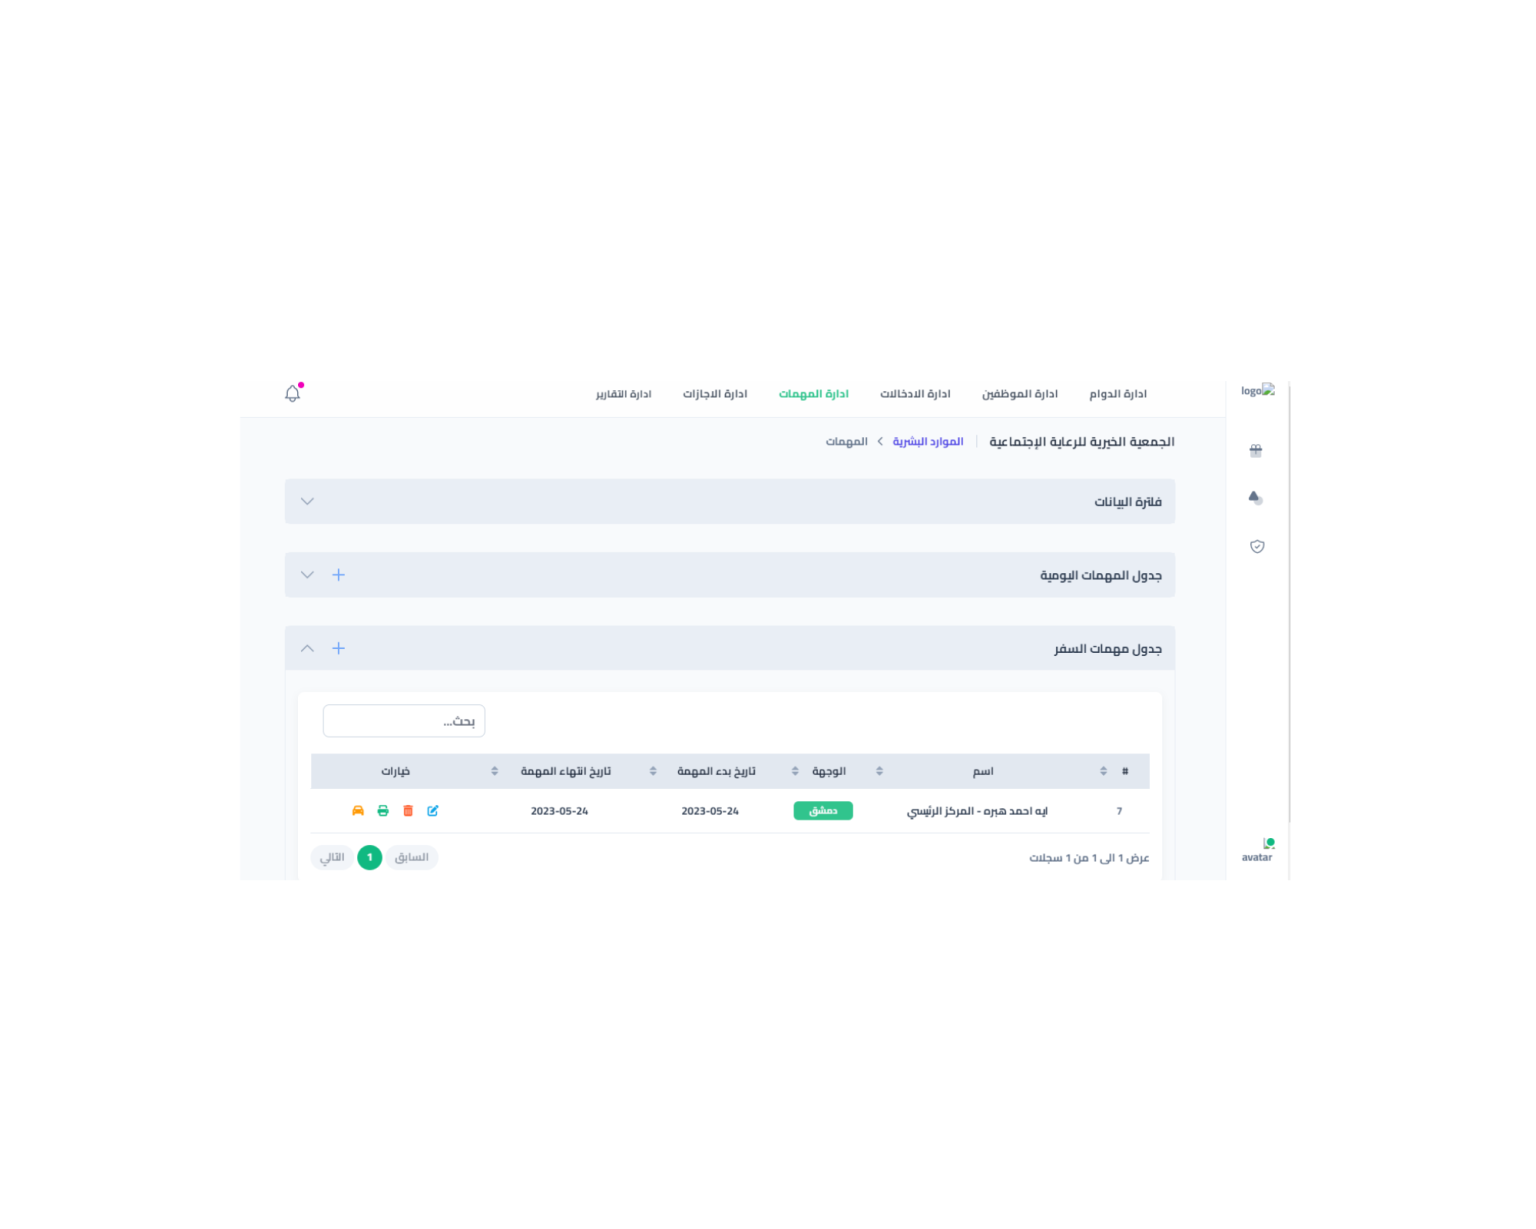 logo
ادارة الدوام ادارة الموظفين ادارة الادخالات ادارة المهمات ادارة الاجازات ادارة التقارير
الجمعية الخيرية للرعاية الإجتماعية الموارد البشرية المهمات
فلترة البيانات
جدول المهمات اليومية
جدول مهمات السفر
بحث...
# اسم الوجهة تاريخ بدء المهمة تاريخ انتهاء المهمة خيارات
7 ايه احمد هبره - المركز الرئيسي دمشق 2023-05-24 2023-05-24
عرض 1 الى 1 من 1 سجلات السابق 1 التالي
avatar